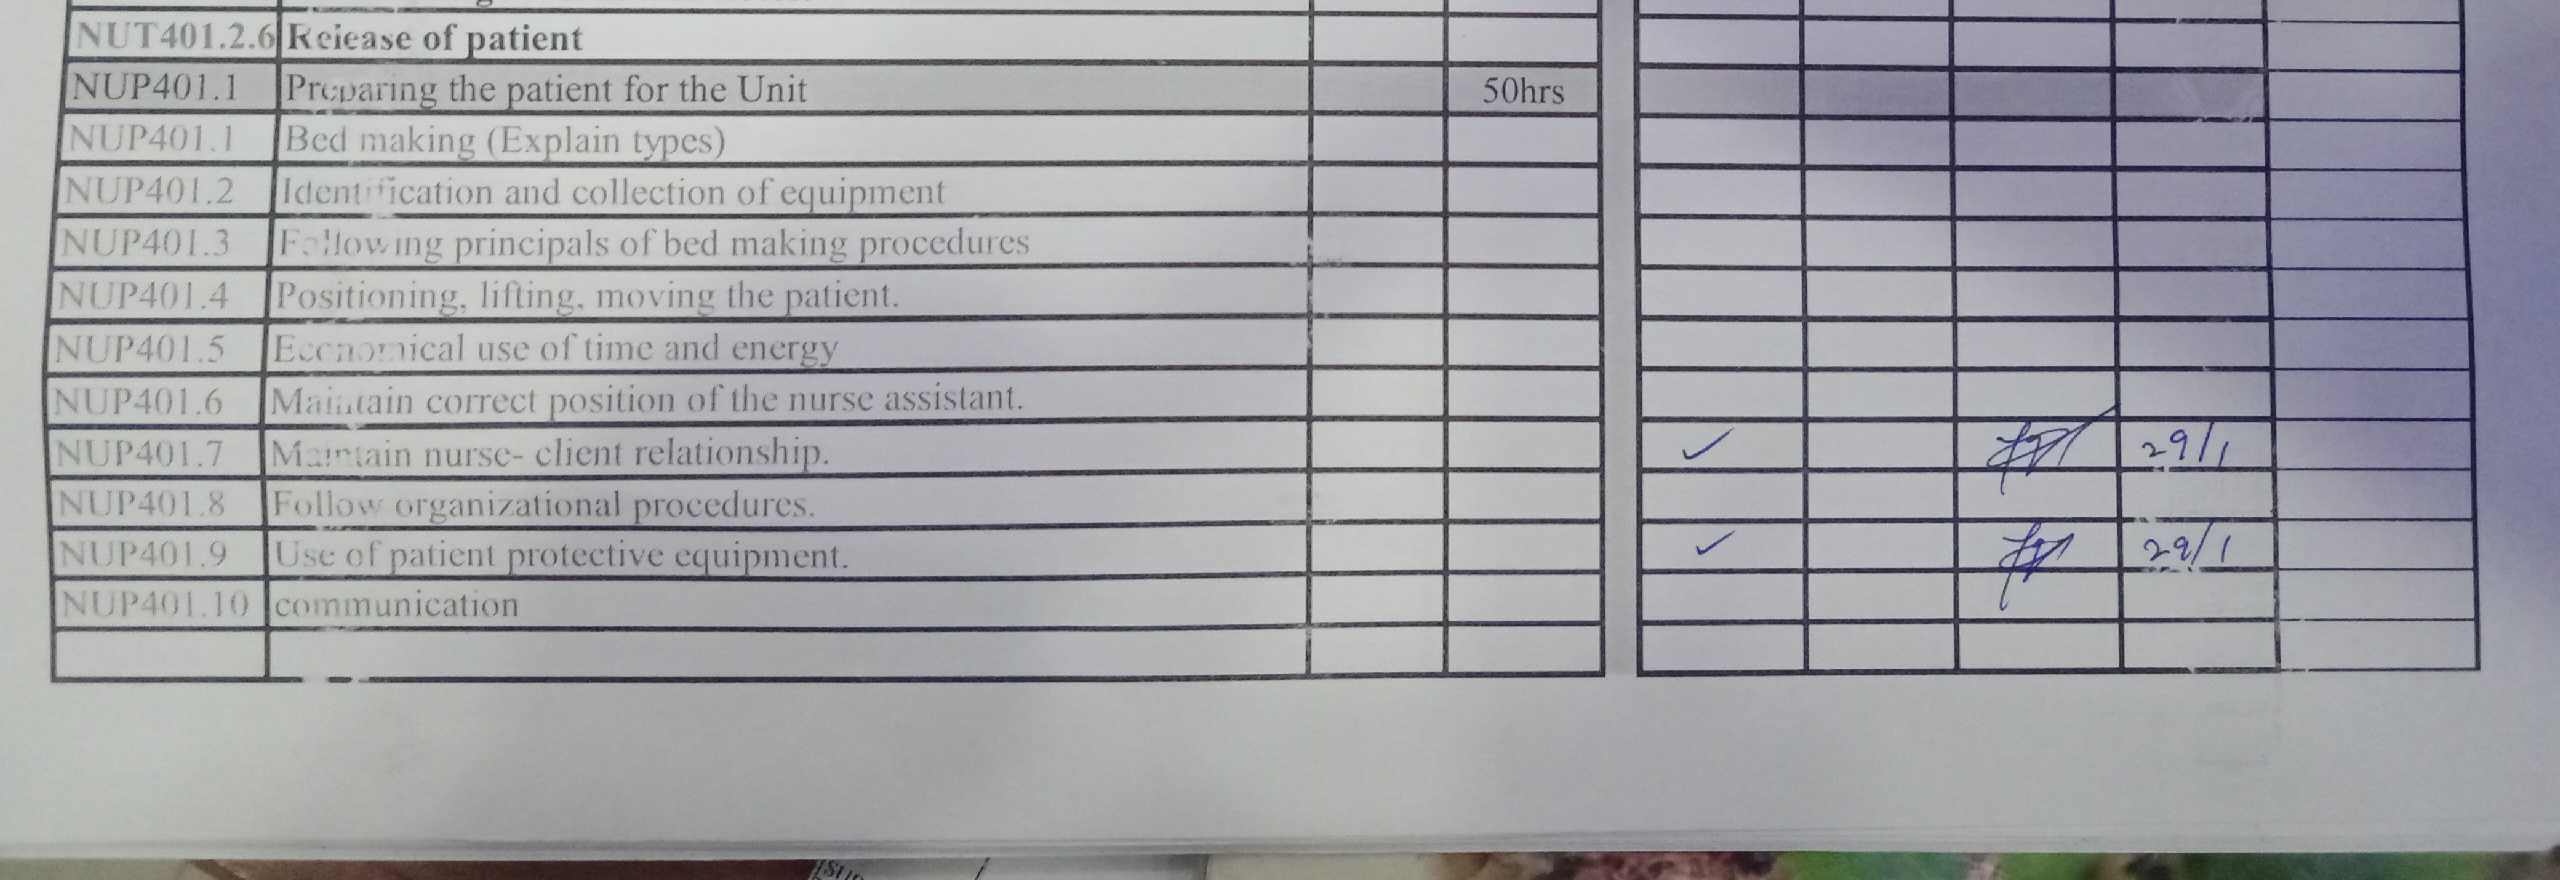 NUT401.2.6 Release of patient
NUP401.1 Preparing the patient for the Unit 50hrs
NUP401.1 Bed making (Explain types)
NUP401.2 Identification and collection of equipment
NUP401.3 Following principals of bed making procedures
NUP401.4 Positioning, lifting, moving the patient.
NUP401.5 Economical use of time and energy
NUP401.6 Maintain correct position of the nurse assistant.
NUP401.7 Maintain nurse- client relationship. ✓ 29/1
NUP401.8 Follow organizational procedures.
NUP401.9 Use of patient protective equipment. ✓ 29/1
NUP401.10 communication